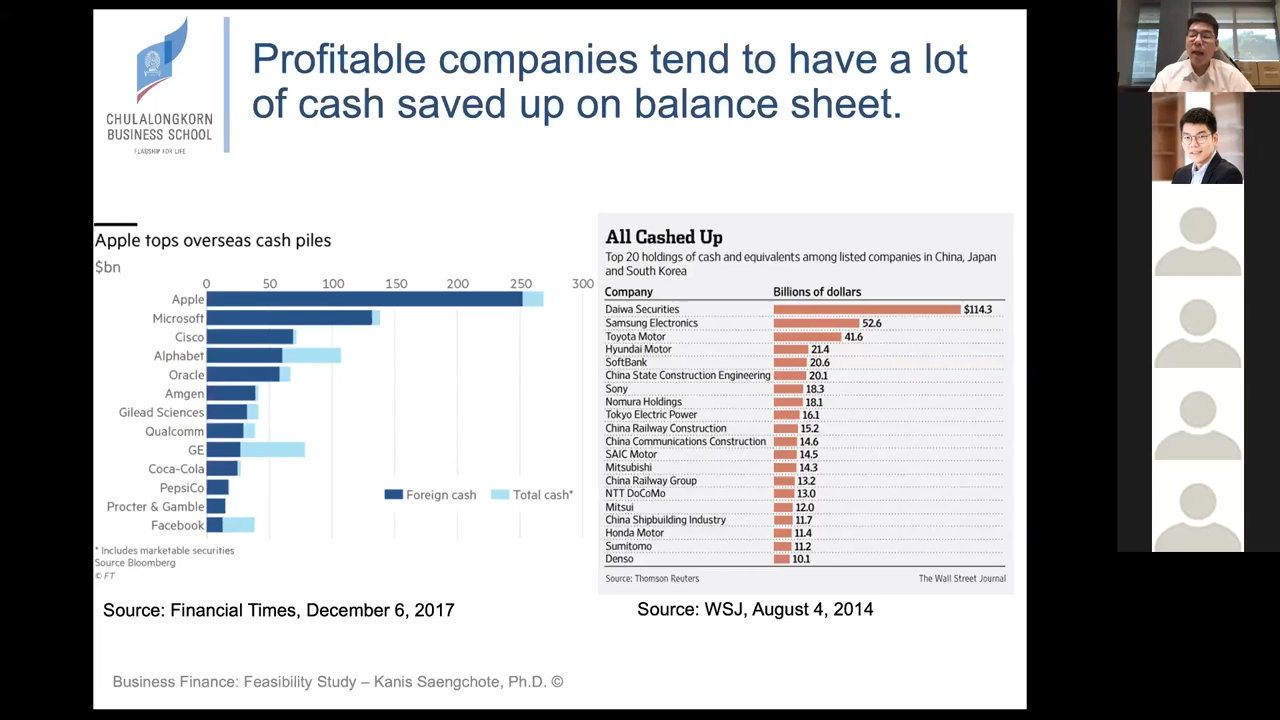 CHULALONGKORN
BUSINESS SCHOOL
FLAGSHIP FOR LIFE
Profitable companies tend to have a lot
of cash saved up on balance sheet.
Apple tops overseas cash piles
$bn
0 50 100 150 200 250 300
Apple
Microsoft
Cisco
Alphabet
Oracle
Amgen
Gilead Sciences
Qualcomm
GE
Coca-Cola
PepsiCo
Procter & Gamble
Facebook
Foreign cash Total cash*
* Includes marketable securities
Source Bloomberg
© FT
Source: Financial Times, December 6, 2017
All Cashed Up
Top 20 holdings of cash and equivalents among listed companies in China, Japan
and South Korea
Company Billions of dollars
Daiwa Securities $114.3
Samsung Electronics 52.6
Toyota Motor 41.6
Hyundai Motor 21.4
SoftBank 20.6
China State Construction Engineering 20.1
Sony 18.3
Nomura Holdings 18.1
Tokyo Electric Power 16.1
China Railway Construction 15.2
China Communications Construction 14.6
SAIC Motor 14.5
Mitsubishi 14.3
China Railway Group 13.2
NTT DoCoMo 13.0
Mitsui 12.0
China Shipbuilding Industry 11.7
Honda Motor 11.4
Sumitomo 11.2
Denso 10.1
Source: Thomson Reuters The Wall Street Journal
Source: WSJ, August 4, 2014
Business Finance: Feasibility Study – Kanis Saengchote, Ph.D. ©